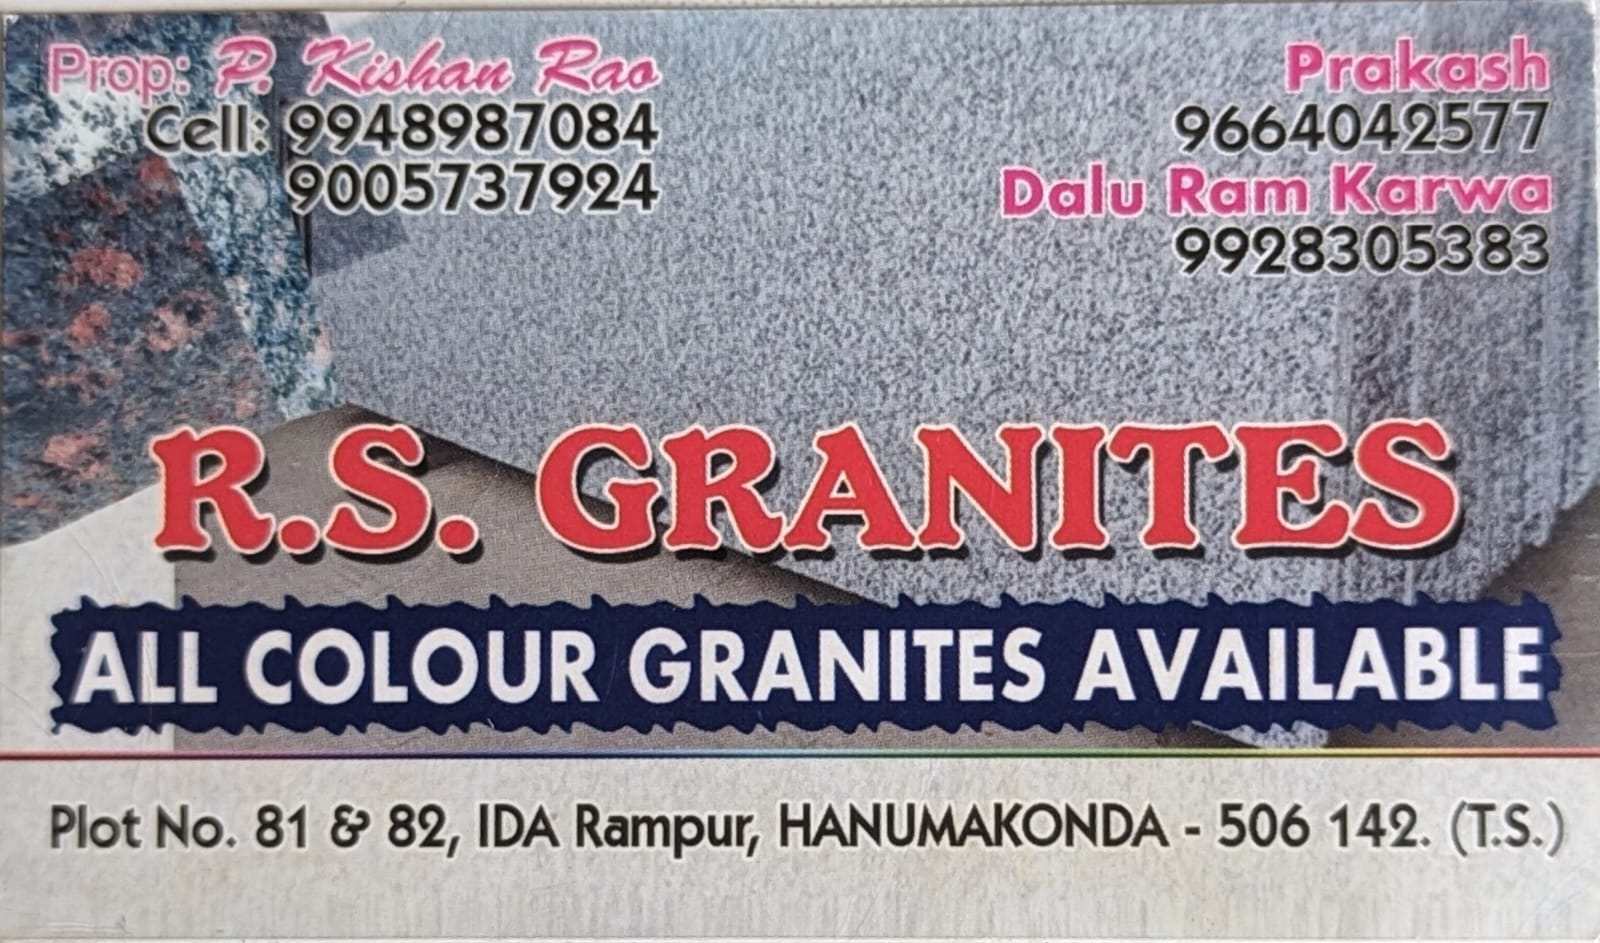 Prop: P. Kishan Rao
Cell: 9948987084
9005737924
Prakash
9664042577
Dalu Ram Karwa
9928305383
R.S. GRANITES
ALL COLOUR GRANITES AVAILABLE
Plot No. 81 & 82, IDA Rampur, HANUMAKONDA - 506 142. (T.S.)